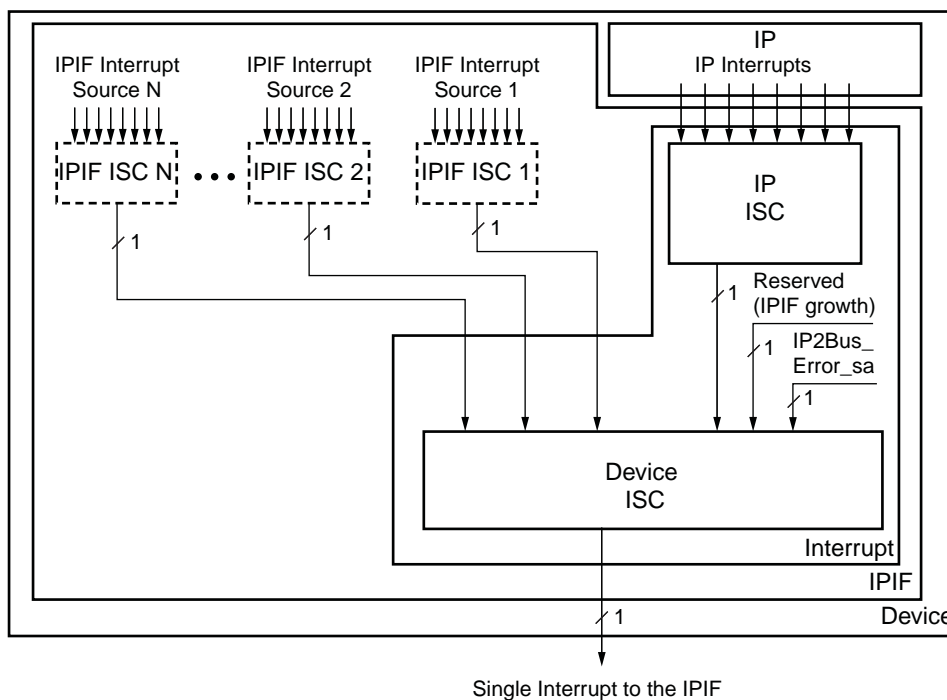 IP
IP Interrupts
IPIF Interrupt
Source N
IPIF Interrupt
Source 2
IPIF Interrupt
Source 1
IPIF ISC N
IPIF ISC 2
IPIF ISC 1
IP
ISC
1
1
1
1
Reserved
(IPIF growth)
1
IP2Bus_
Error_sa
1
Device
ISC
Interrupt
IPIF
Device
1
Single Interrupt to the IPIF